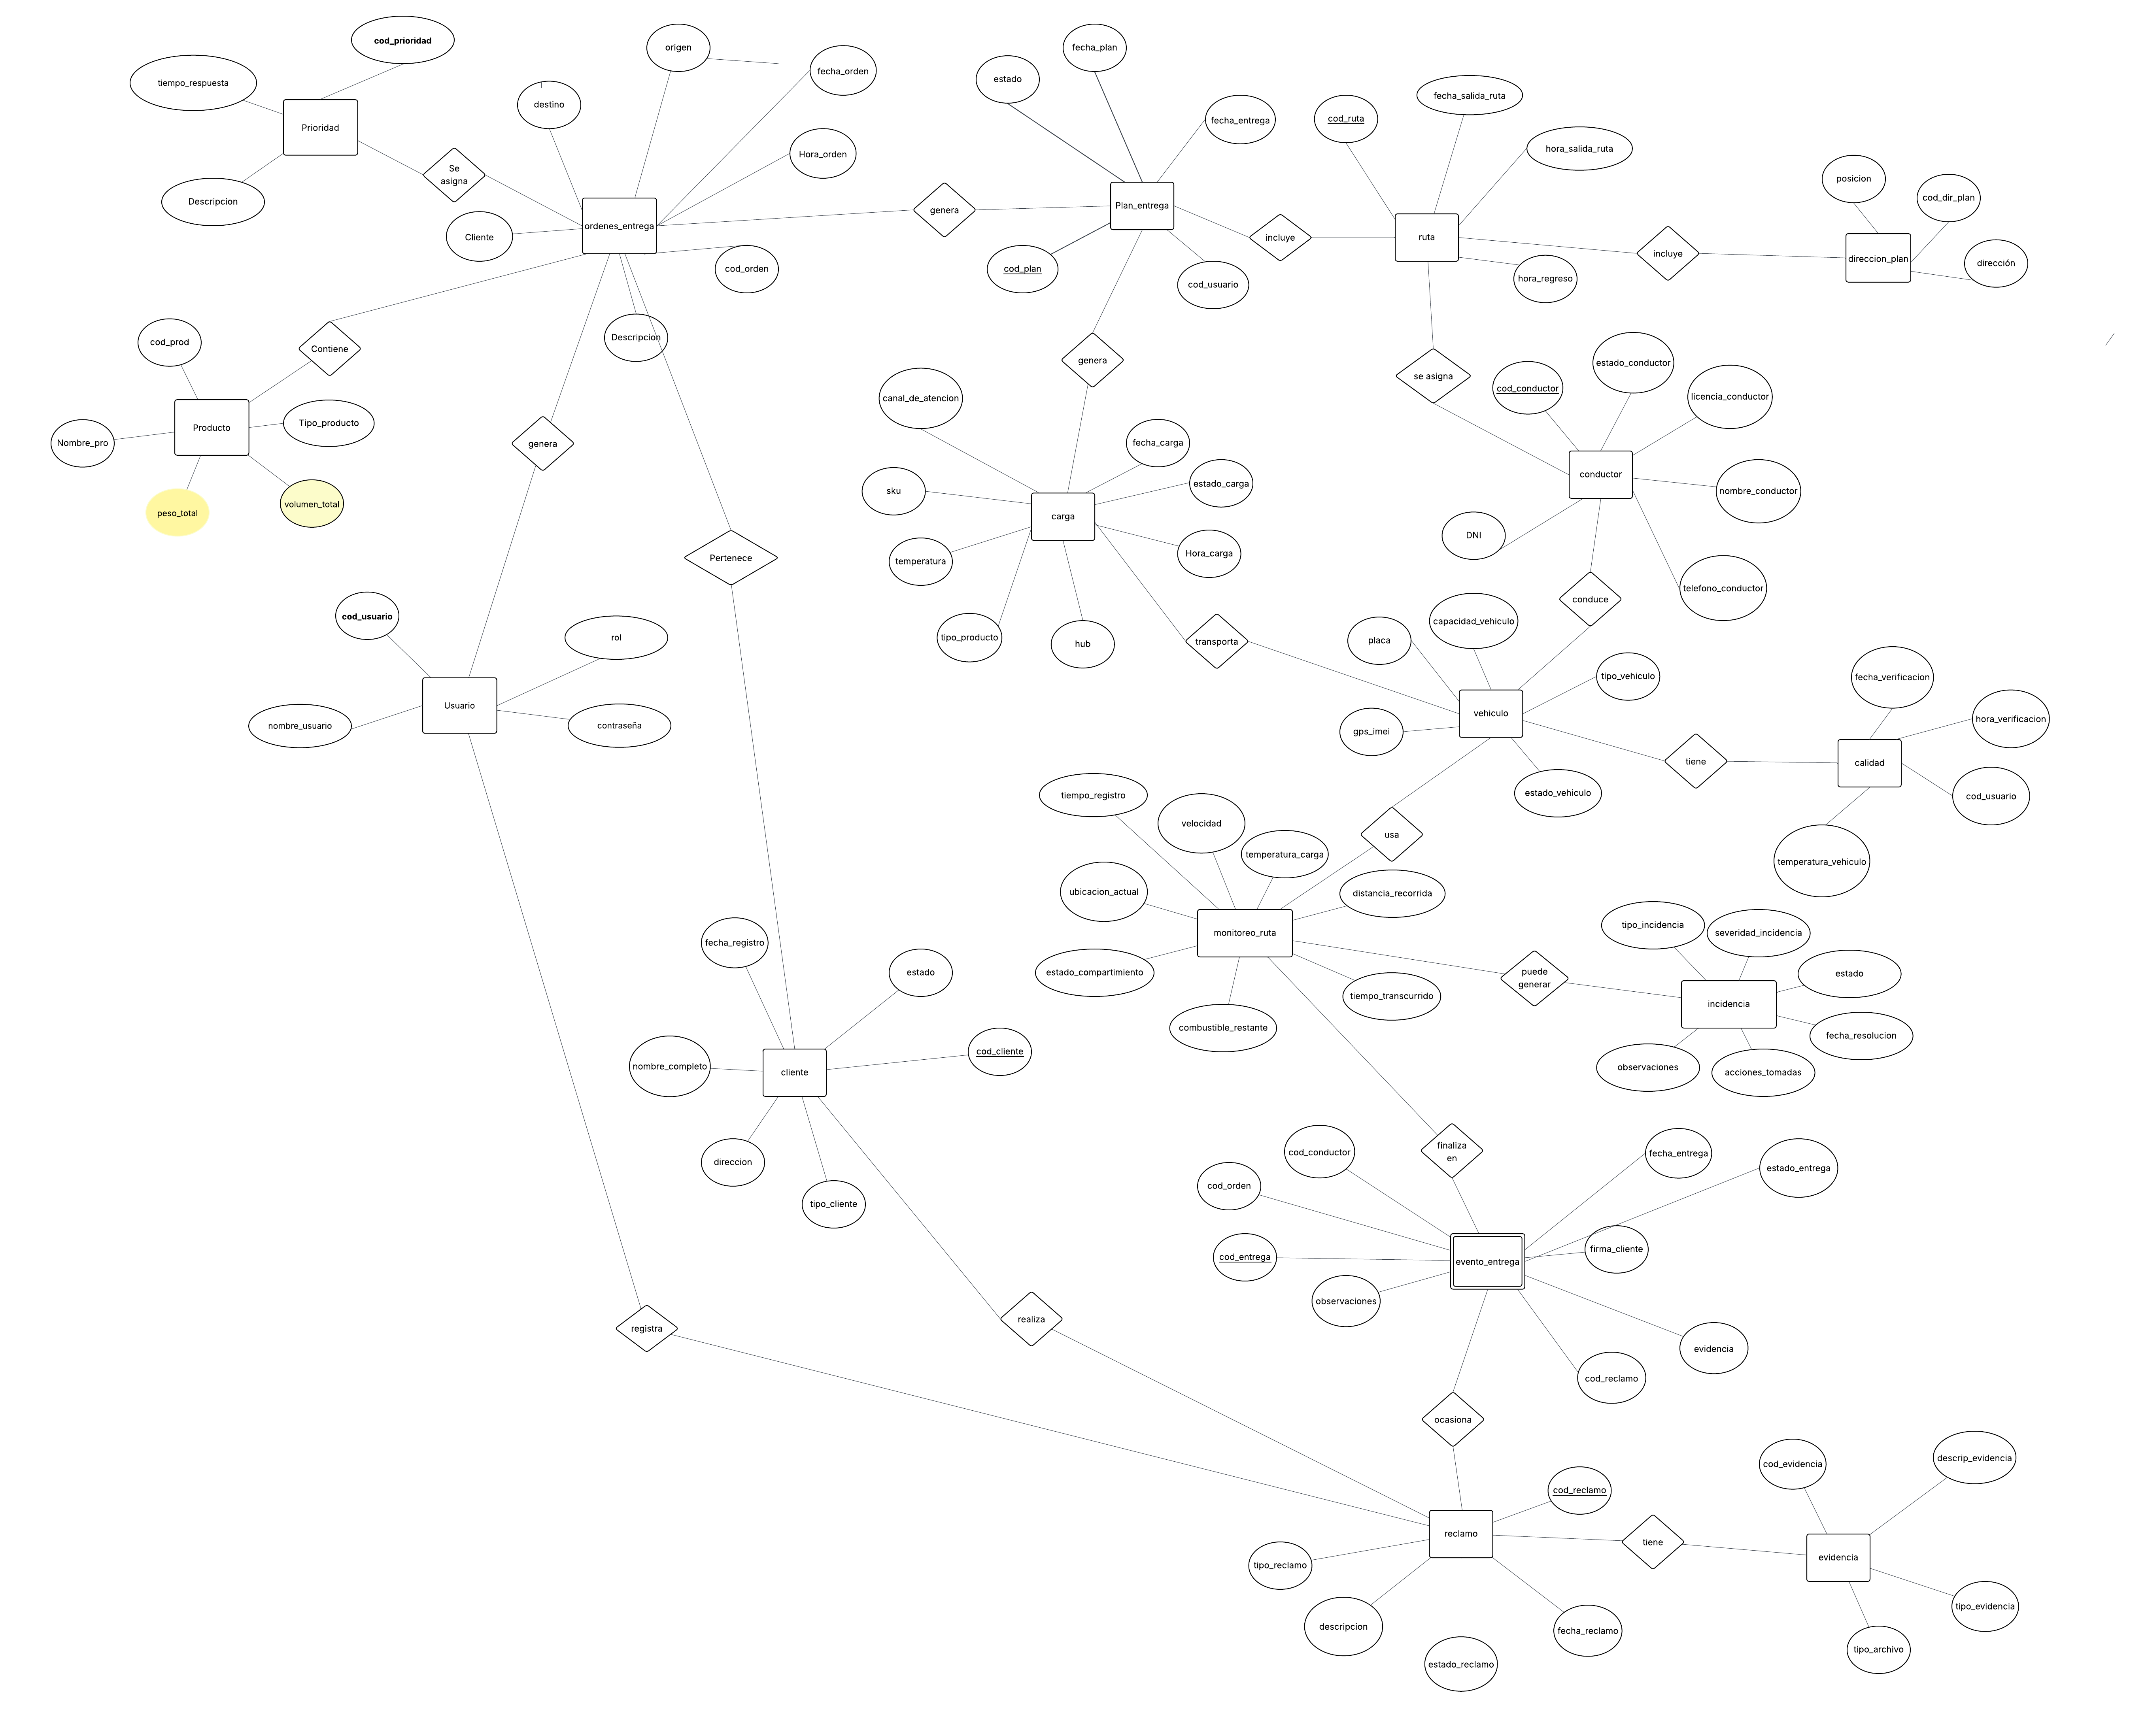 cod_prioridad
tiempo_respuesta
Prioridad
Descripcion
Se
asigna
origen
fecha_orden
destino
Hora_orden
ordenes_entrega
Cliente
cod_orden
Descripcion
genera
fecha_plan
estado
fecha_entrega
Plan_entrega
cod_plan
cod_usuario
incluye
cod_ruta
fecha_salida_ruta
hora_salida_ruta
ruta
hora_regreso
incluye
posicion
cod_dir_plan
direccion_plan
dirección
Contiene
cod_prod
Producto
Tipo_producto
Nombre_pro
peso_total
volumen_total
genera
Pertenece
genera
canal_de_atencion
fecha_carga
sku
estado_carga
carga
temperatura
Hora_carga
tipo_producto
hub
transporta
se asigna
cod_conductor
estado_conductor
licencia_conductor
conductor
nombre_conductor
DNI
telefono_conductor
conduce
cod_usuario
rol
Usuario
nombre_usuario
contraseña
capacidad_vehiculo
placa
tipo_vehiculo
vehiculo
gps_imei
estado_vehiculo
tiene
fecha_verificacion
hora_verificacion
calidad
cod_usuario
temperatura_vehiculo
usa
tiempo_registro
velocidad
temperatura_carga
ubicacion_actual
distancia_recorrida
monitoreo_ruta
estado_compartimiento
tiempo_transcurrido
combustible_restante
puede
generar
tipo_incidencia
severidad_incidencia
estado
incidencia
fecha_resolucion
observaciones
acciones_tomadas
fecha_registro
estado
cod_cliente
nombre_completo
cliente
direccion
tipo_cliente
finaliza
en
cod_conductor
fecha_entrega
cod_orden
estado_entrega
cod_entrega
evento_entrega
firma_cliente
observaciones
evidencia
cod_reclamo
registra
realiza
ocasiona
cod_reclamo
reclamo
tipo_reclamo
descripcion
fecha_reclamo
estado_reclamo
tiene
cod_evidencia
descrip_evidencia
evidencia
tipo_evidencia
tipo_archivo